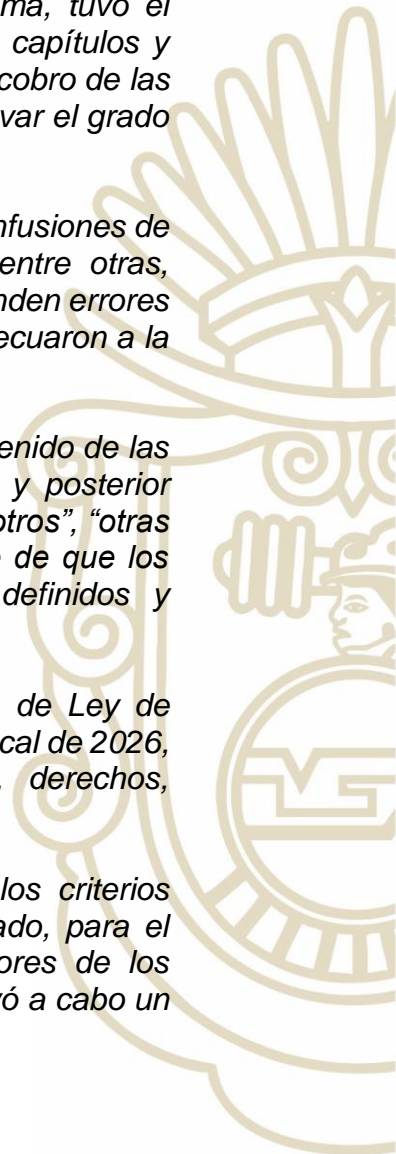 ma, tuvo el
capítulos y
cobro de las
var el grado
nfusiones de
entre otras,
nden errores
ecuaron a la
tenido de las
y posterior
otros”, “otras
de que los
definidos y
de Ley de
cal de 2026,
derechos,
los criterios
ado, para el
ores de los
vó a cabo un